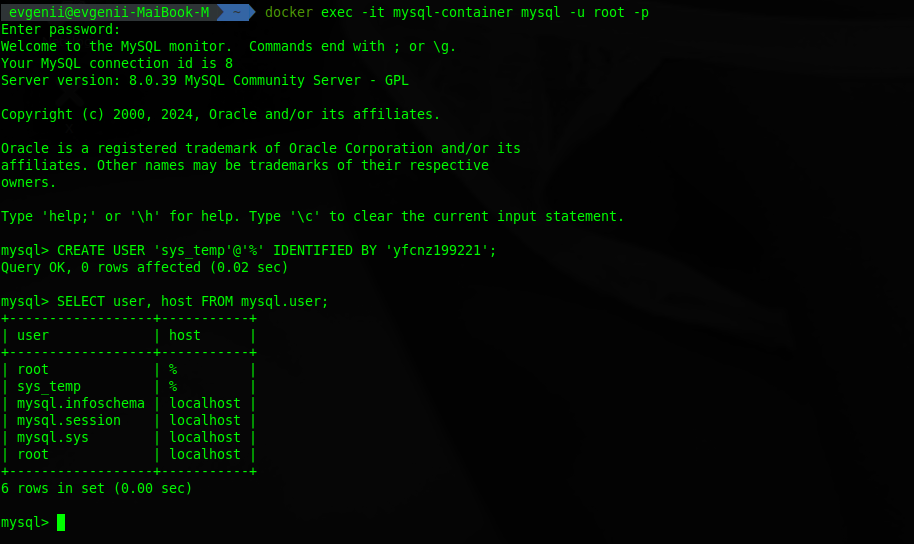 evgenii@evgenii-MaiBook-M ~ docker exec -it mysql-container mysql -u root -p
Enter password:
Welcome to the MySQL monitor.  Commands end with ; or \g.
Your MySQL connection id is 8
Server version: 8.0.39 MySQL Community Server - GPL
Copyright (c) 2000, 2024, Oracle and/or its affiliates.
Oracle is a registered trademark of Oracle Corporation and/or its
affiliates. Other names may be trademarks of their respective
owners.
Type 'help;' or '\h' for help. Type '\c' to clear the current input statement.
mysql> CREATE USER 'sys_temp'@'%' IDENTIFIED BY 'yfcnz199221';
Query OK, 0 rows affected (0.02 sec)
mysql> SELECT user, host FROM mysql.user;
+------------------+-----------+
| user             | host      |
+------------------+-----------+
| root             | %         |
| sys_temp         | %         |
| mysql.infoschema | localhost |
| mysql.session    | localhost |
| mysql.sys        | localhost |
| root             | localhost |
+------------------+-----------+
6 rows in set (0.00 sec)
mysql>